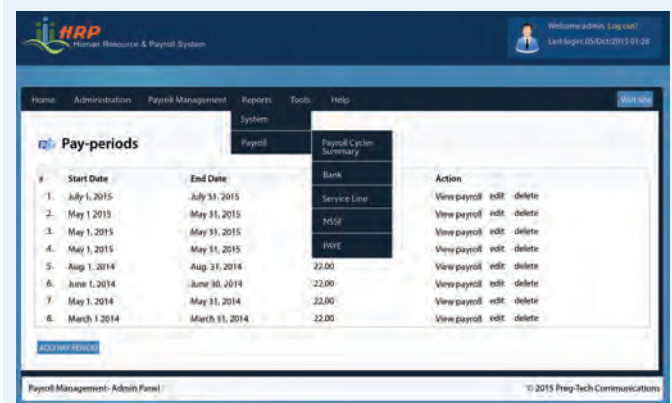 HRP
Human Resource & Payroll System
Welcome admin Log out?
Last login: 05/Oct/2015 01:28
Home Administration Payroll Management Reports Tools Help Visit site
System
Payroll
Payroll Cycles Summary
Bank
Service Line
NSSF
PAYE
Pay-periods
# Start Date End Date Action
1. July 1, 2015 July 31, 2015 View payroll edit delete
2. May 1 2015 May 31, 2015 View payroll edit delete
3. May 1, 2015 May 31, 2015 View payroll edit delete
4. May 1, 2015 May 31, 2015 View payroll edit delete
5. Aug. 1, 2014 Aug. 31, 2014 22.00 View payroll edit delete
6. June 1, 2014 June 30, 2014 22.00 View payroll edit delete
7. May 1, 2014 May 31, 2014 22.00 View payroll edit delete
8. March 1 2014 March 31, 2014 22.00 View payroll edit delete
ADD PAY PERIOD
Payroll Management- Admin Panel © 2015 Preg-Tech Communications